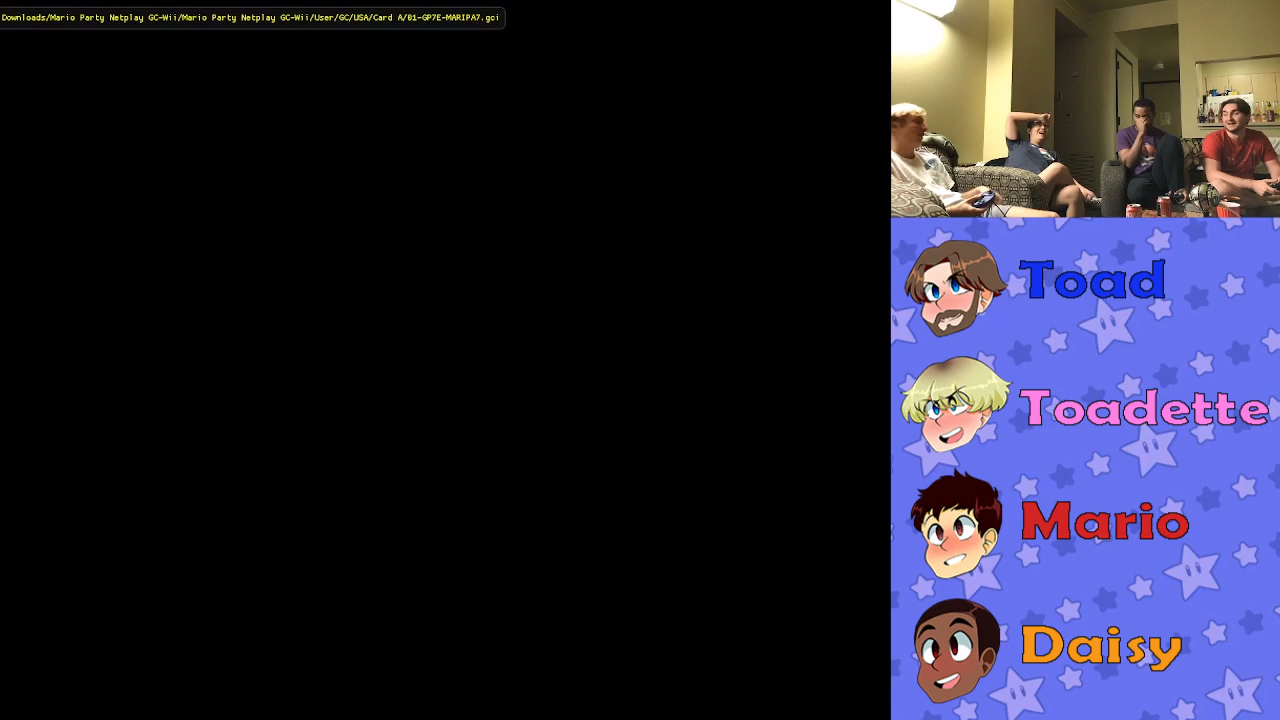 Downloads/Mario Party Netplay GC-Wii/Mario Party Netplay GC-Wii/User/GC/USA/Card A/01-GP7E-MARIPA7.gci
Toad
Toadette
Mario
Daisy